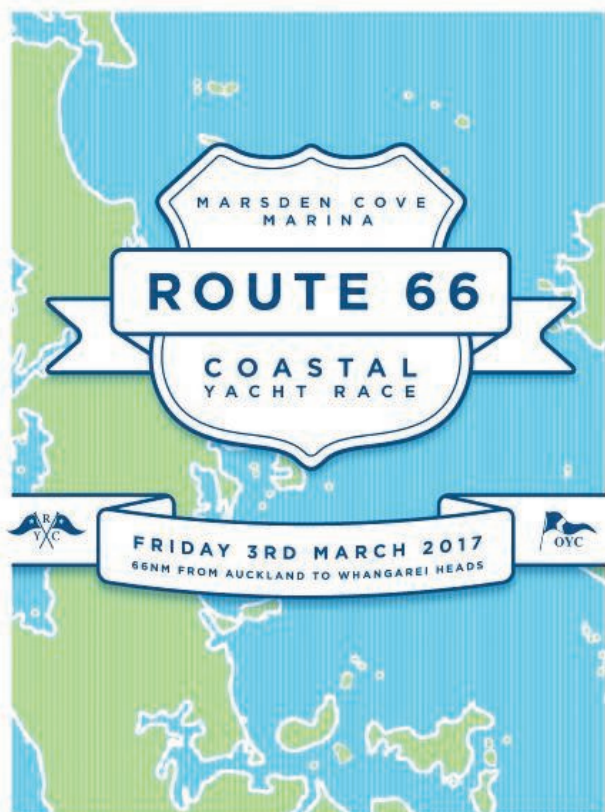 MARSDEN COVE
MARINA
ROUTE 66
COASTAL
YACHT RACE
R
Y C
OYC
FRIDAY 3RD MARCH 2017
66NM FROM AUCKLAND TO WHANGAREI HEADS